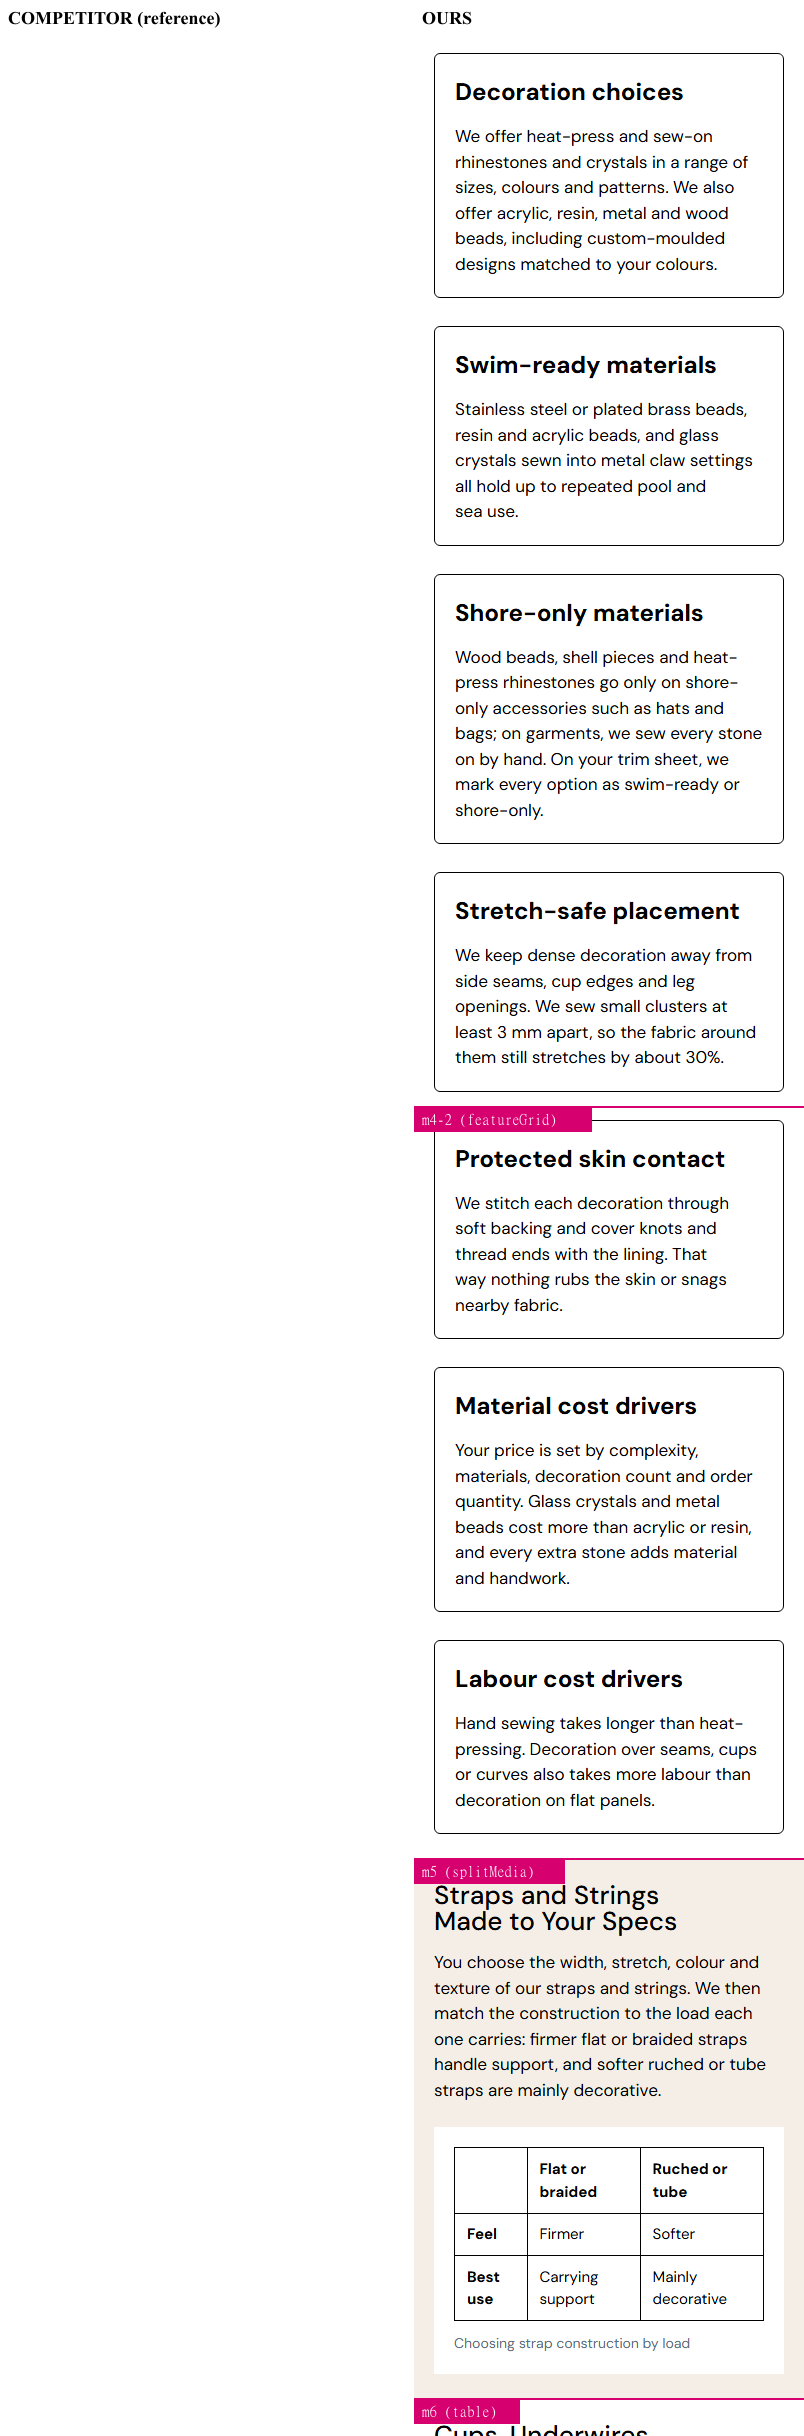 COMPETITOR (reference)
OURS
Decoration choices
We offer heat-press and sew-on
rhinestones and crystals in a range of
sizes, colours and patterns. We also
offer acrylic, resin, metal and wood
beads, including custom-moulded
designs matched to your colours.
Swim-ready materials
Stainless steel or plated brass beads,
resin and acrylic beads, and glass
crystals sewn into metal claw settings
all hold up to repeated pool and
sea use.
Shore-only materials
Wood beads, shell pieces and heat-
press rhinestones go only on shore-
only accessories such as hats and
bags; on garments, we sew every stone
on by hand. On your trim sheet, we
mark every option as swim-ready or
shore-only.
Stretch-safe placement
We keep dense decoration away from
side seams, cup edges and leg
openings. We sew small clusters at
least 3 mm apart, so the fabric around
them still stretches by about 30%.
m4-2 (featureGrid)
Protected skin contact
We stitch each decoration through
soft backing and cover knots and
thread ends with the lining. That
way nothing rubs the skin or snags
nearby fabric.
Material cost drivers
Your price is set by complexity,
materials, decoration count and order
quantity. Glass crystals and metal
beads cost more than acrylic or resin,
and every extra stone adds material
and handwork.
Labour cost drivers
Hand sewing takes longer than heat-
pressing. Decoration over seams, cups
or curves also takes more labour than
decoration on flat panels.
m5 (splitMedia)
Straps and Strings
Made to Your Specs
You choose the width, stretch, colour and
texture of our straps and strings. We then
match the construction to the load each
one carries: firmer flat or braided straps
handle support, and softer ruched or tube
straps are mainly decorative.
Flat or braided
Ruched or tube
Feel
Firmer
Softer
Best use
Carrying support
Mainly decorative
Choosing strap construction by load
m6 (table)
Cups, Underwires